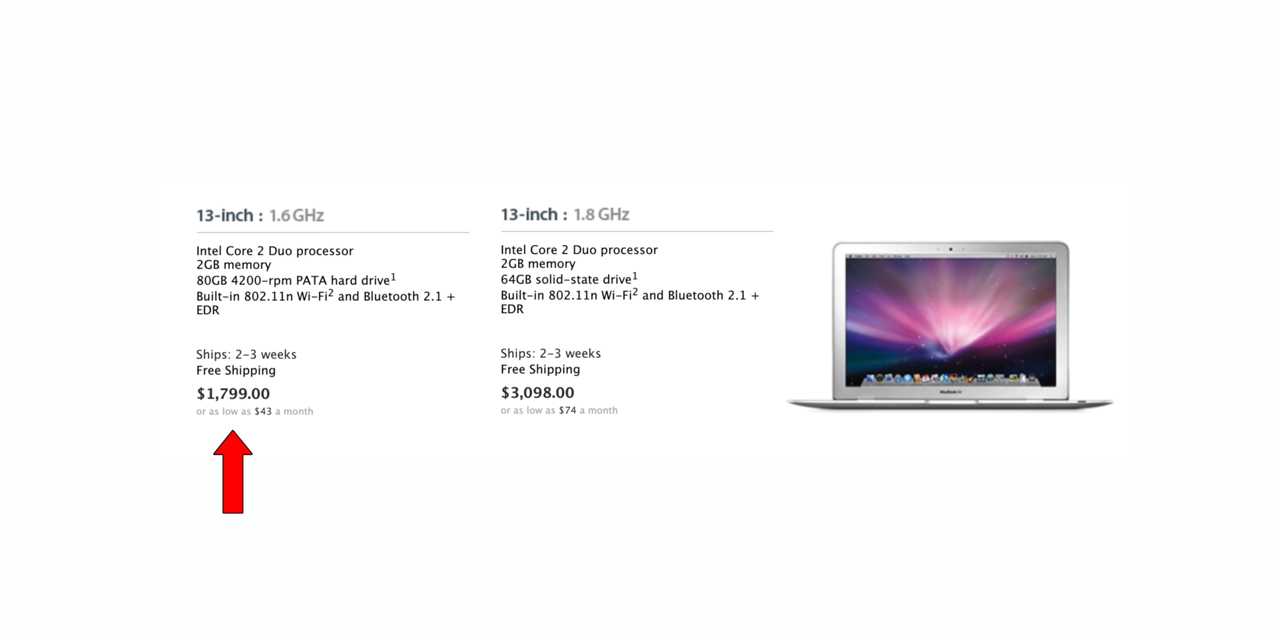 13-inch : 1.6 GHz
Intel Core 2 Duo processor
2GB memory
80GB 4200-rpm PATA hard drive1
Built-in 802.11n Wi-Fi2 and Bluetooth 2.1 +
EDR
Ships: 2-3 weeks
Free Shipping
$1,799.00
or as low as $43 a month
13-inch : 1.8 GHz
Intel Core 2 Duo processor
2GB memory
64GB solid-state drive1
Built-in 802.11n Wi-Fi2 and Bluetooth 2.1 +
EDR
Ships: 2-3 weeks
Free Shipping
$3,098.00
or as low as $74 a month
MacBook Air